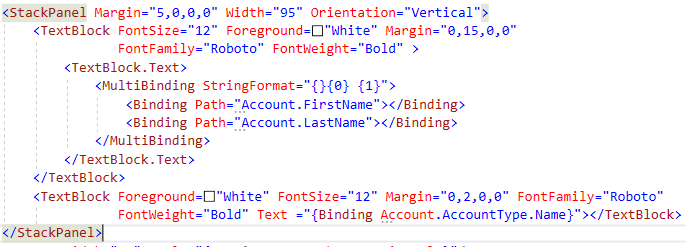 <StackPanel Margin="5,0,0,0" Width="95" Orientation="Vertical">
<TextBlock FontSize="12" Foreground="White" Margin="0,15,0,0"
FontFamily="Roboto" FontWeight="Bold" >
<TextBlock.Text>
<MultiBinding StringFormat="{}{0} {1}">
<Binding Path="Account.FirstName"></Binding>
<Binding Path="Account.LastName"></Binding>
</MultiBinding>
</TextBlock.Text>
</TextBlock>
<TextBlock Foreground="White" FontSize="12" Margin="0,2,0,0" FontFamily="Roboto"
FontWeight="Bold" Text ="{Binding Account.AccountType.Name}"></TextBlock>
</StackPanel>